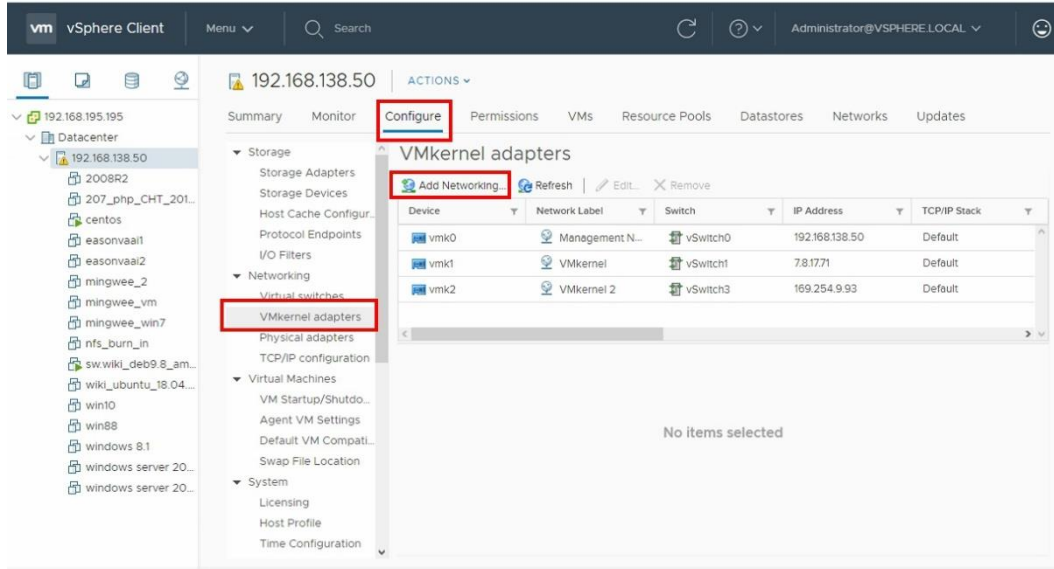 vm vSphere Client Menu Search Administrator@VSPHERE.LOCAL
192.168.195.195
Datacenter
192.168.138.50
2008R2
207_php_CHT_201...
centos
easonvaai1
easonvaai2
mingwee_2
mingwee_vm
mingwee_win7
nfs_burn_in
sw.wiki_deb9.8_am...
wiki_ubuntu_18.04....
win10
win88
windows 8.1
windows server 20...
windows server 20...
192.168.138.50 ACTIONS
Summary Monitor Configure Permissions VMs Resource Pools Datastores Networks Updates
Storage
Storage Adapters
Storage Devices
Host Cache Configur...
Protocol Endpoints
I/O Filters
Networking
Virtual switches
VMkernel adapters
Physical adapters
TCP/IP configuration
Virtual Machines
VM Startup/Shutdo...
Agent VM Settings
Default VM Compati...
Swap File Location
System
Licensing
Host Profile
Time Configuration
VMkernel adapters
Add Networking... Refresh Edit... Remove
Device Network Label Switch IP Address TCP/IP Stack
vmk0 Management N... vSwitch0 192.168.138.50 Default
vmk1 VMkernel vSwitch1 7.8.17.71 Default
vmk2 VMkernel 2 vSwitch3 169.254.9.93 Default
No items selected